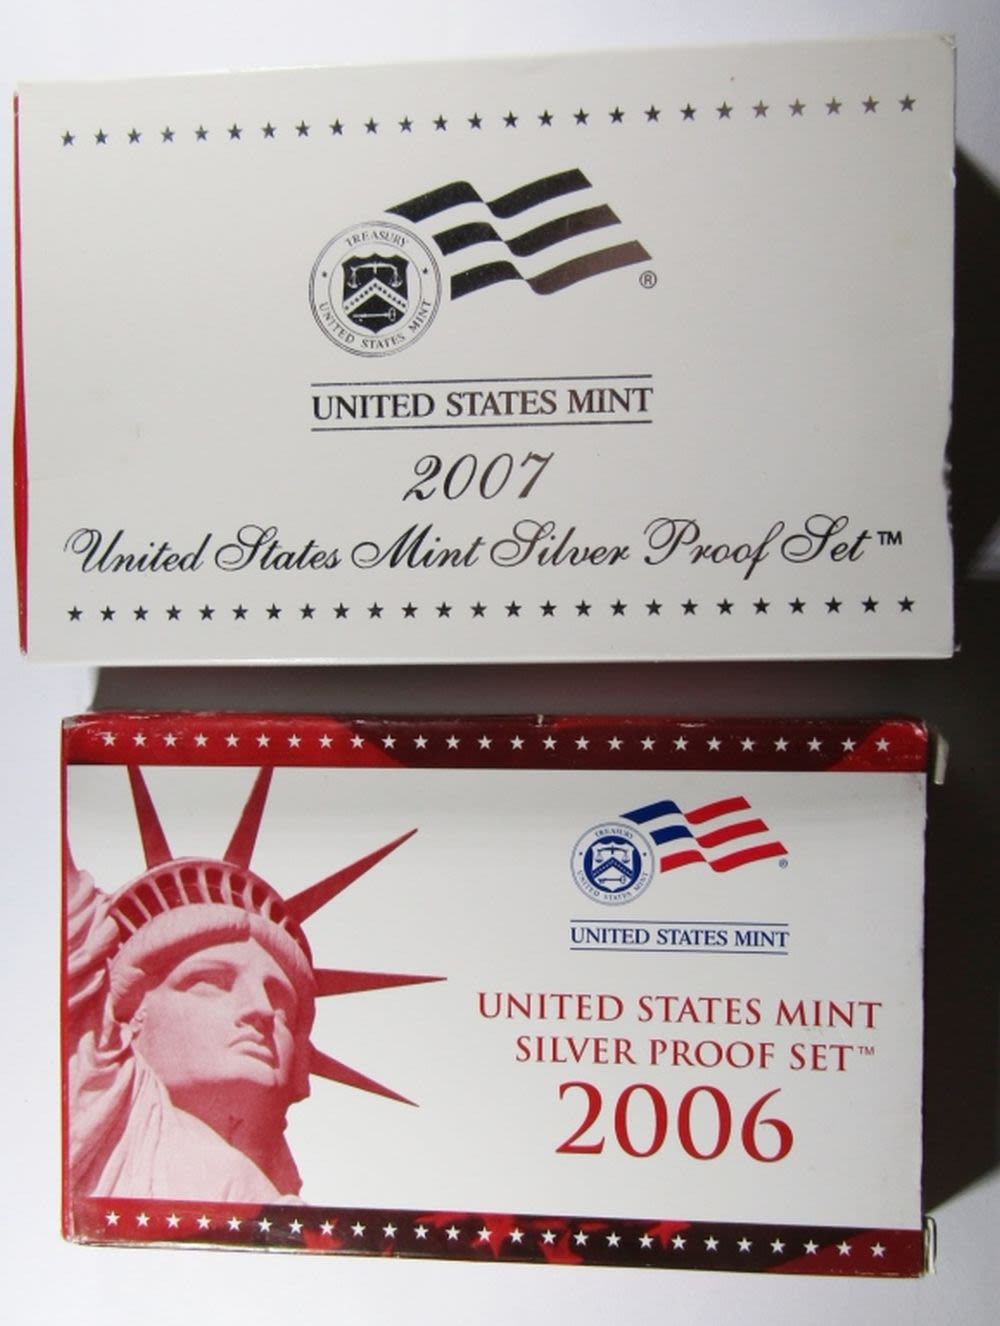 TREASURY
UNITED STATES MINT
®
UNITED STATES MINT
2007
United States Mint Silver Proof Set™
TREASURY
UNITED STATES MINT
®
UNITED STATES MINT
UNITED STATES MINT
SILVER PROOF SET™
2006